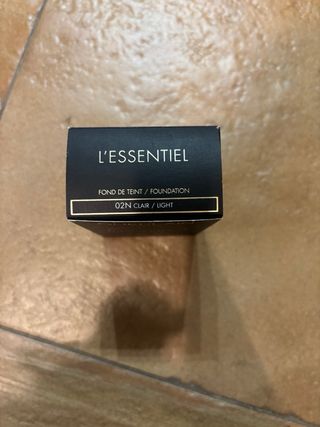 L'ESSENTIEL
FOND DE TEINT / FOUNDATION
02N CLAIR / LIGHT